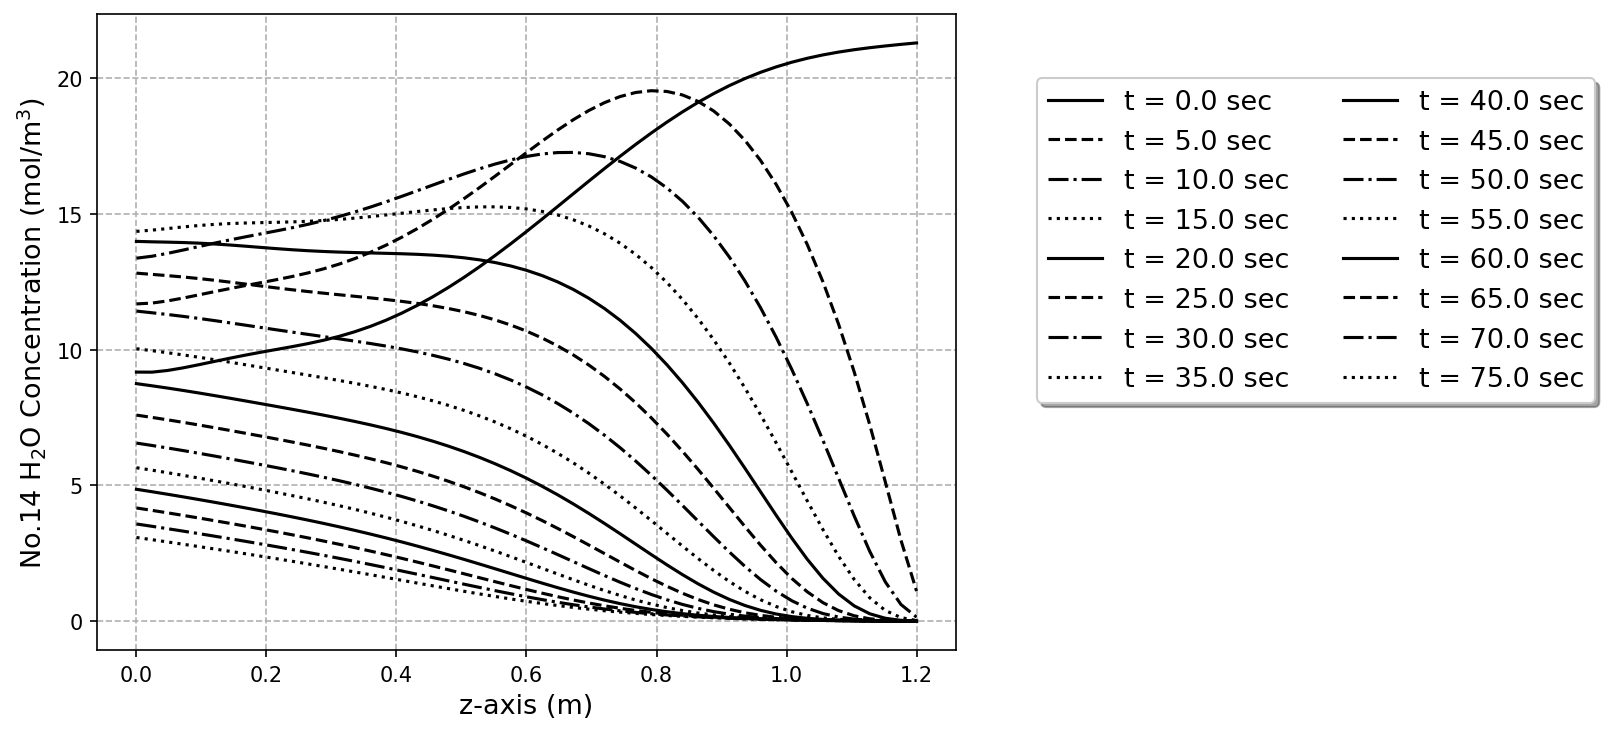 20
15
10
5
0
0.0 0.2 0.4 0.6 0.8 1.0 1.2
z-axis (m)
No.14 H₂O Concentration (mol/m³)
t = 0.0 sec
t = 5.0 sec
t = 10.0 sec
t = 15.0 sec
t = 20.0 sec
t = 25.0 sec
t = 30.0 sec
t = 35.0 sec
t = 40.0 sec
t = 45.0 sec
t = 50.0 sec
t = 55.0 sec
t = 60.0 sec
t = 65.0 sec
t = 70.0 sec
t = 75.0 sec